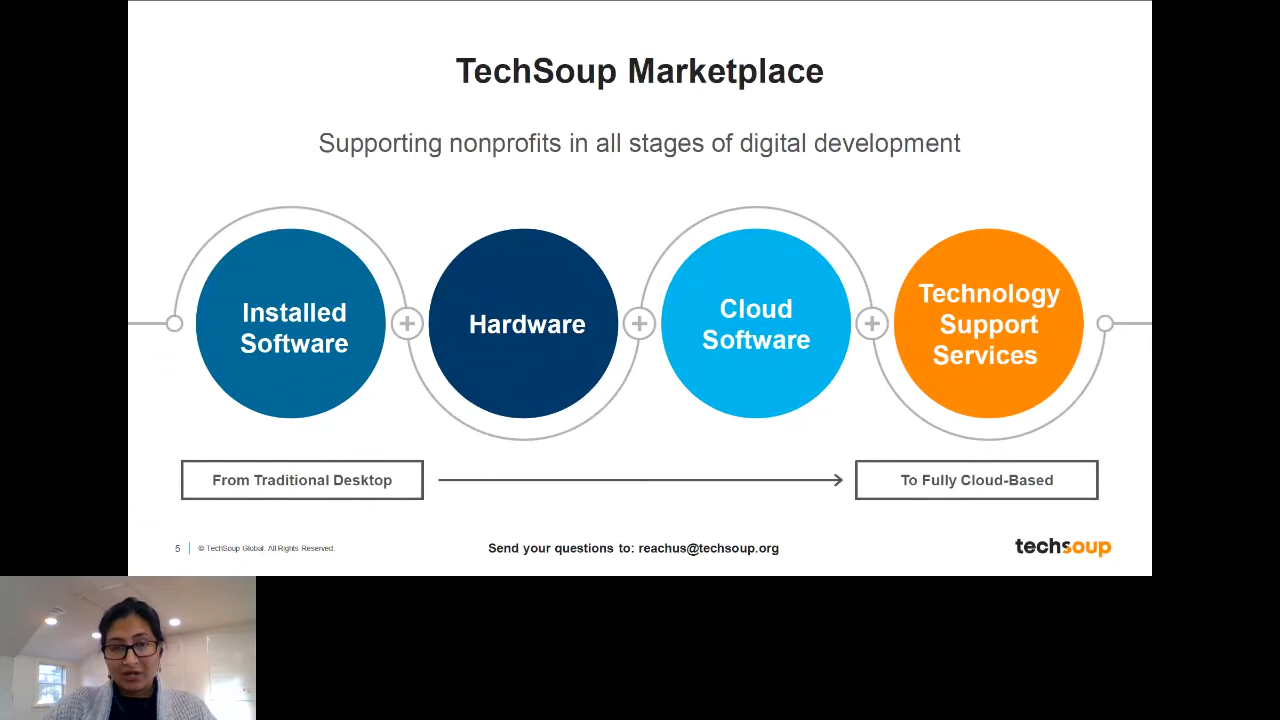 TechSoup Marketplace
Supporting nonprofits in all stages of digital development
Installed
Software
Hardware
Cloud
Software
Technology
Support
Services
From Traditional Desktop
To Fully Cloud-Based
5
© TechSoup Global. All Rights Reserved.
Send your questions to: reachus@techsoup.org
techsoup